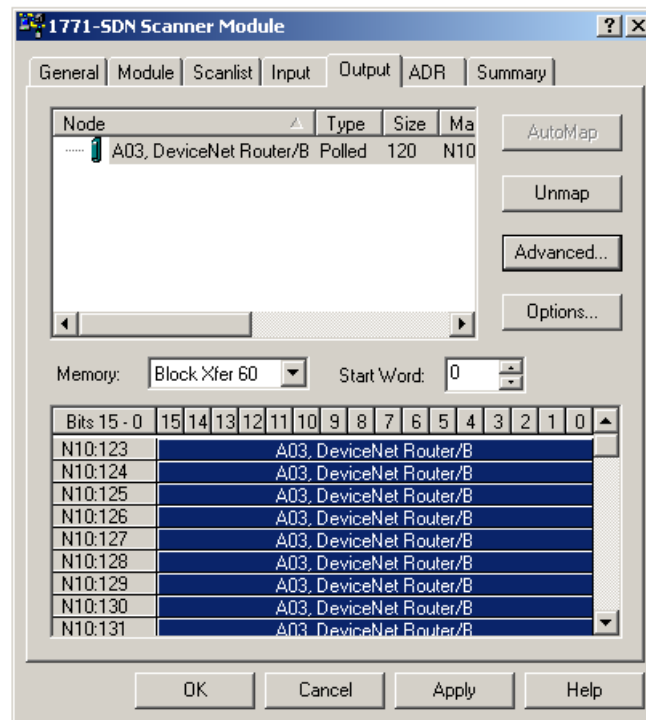 1771-SDN Scanner Module
General Module Scanlist Input Output ADR Summary
Node Type Size Ma
A03, DeviceNet Router/B Polled 120 N10
AutoMap
Unmap
Advanced...
Options...
Memory: Block Xfer 60 Start Word: 0
Bits 15 - 0 15 14 13 12 11 10 9 8 7 6 5 4 3 2 1 0
N10:123 A03, DeviceNet Router/B
N10:124 A03, DeviceNet Router/B
N10:125 A03, DeviceNet Router/B
N10:126 A03, DeviceNet Router/B
N10:127 A03, DeviceNet Router/B
N10:128 A03, DeviceNet Router/B
N10:129 A03, DeviceNet Router/B
N10:130 A03, DeviceNet Router/B
N10:131 A03, DeviceNet Router/B
OK Cancel Apply Help